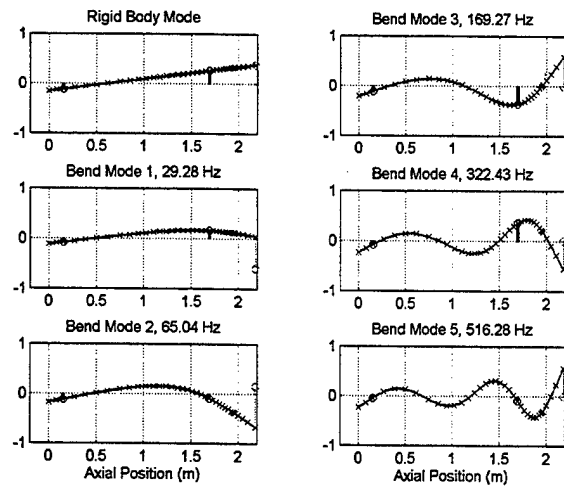 Rigid Body Mode
1
0
-1
0 0.5 1 1.5 2
Bend Mode 1, 29.28 Hz
1
0
-1
0 0.5 1 1.5 2
Bend Mode 2, 65.04 Hz
1
0
-1
0 0.5 1 1.5 2
Axial Position (m)
Bend Mode 3, 169.27 Hz
1
0
-1
0 0.5 1 1.5 2
Bend Mode 4, 322.43 Hz
1
0
-1
0 0.5 1 1.5 2
Bend Mode 5, 516.28 Hz
1
0
-1
0 0.5 1 1.5 2
Axial Position (m)